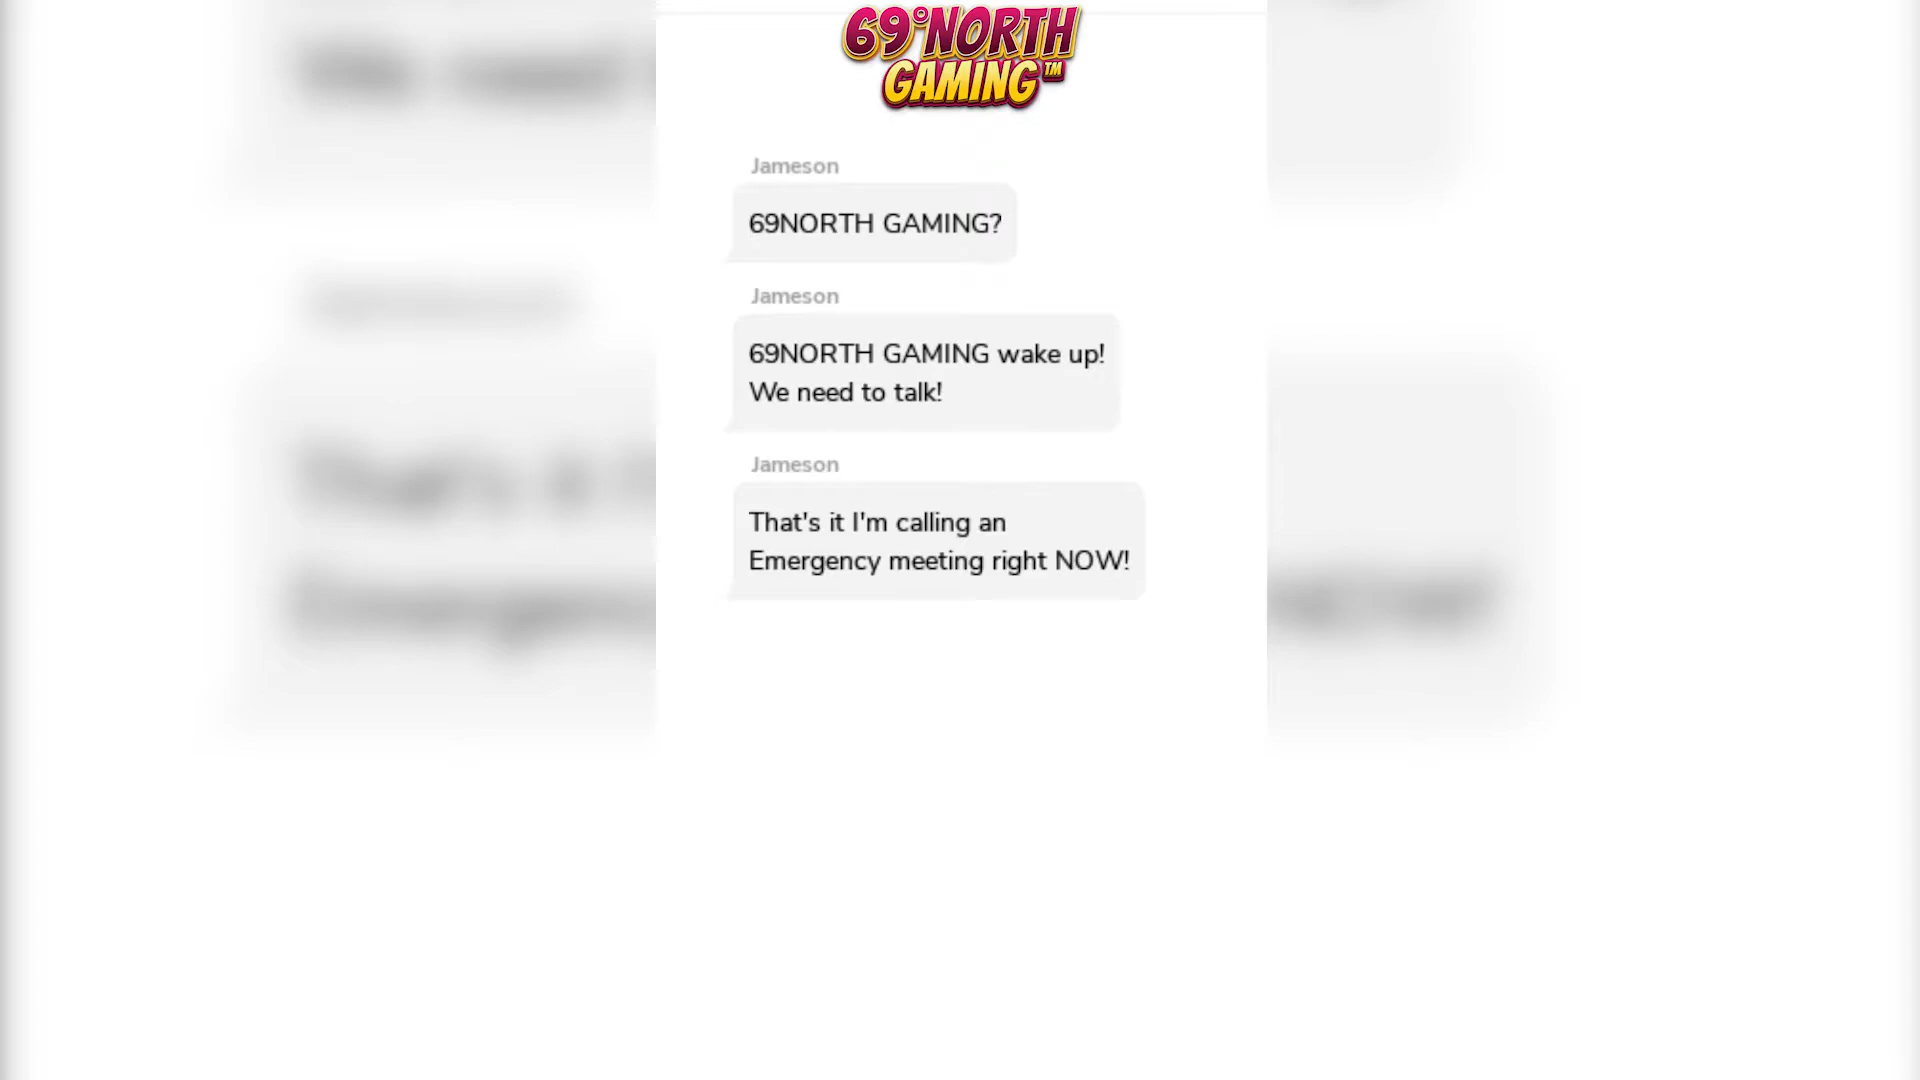 69°NORTH
GAMING™
Jameson
69NORTH GAMING?
Jameson
69NORTH GAMING wake up!
We need to talk!
Jameson
That's it I'm calling an
Emergency meeting right NOW!